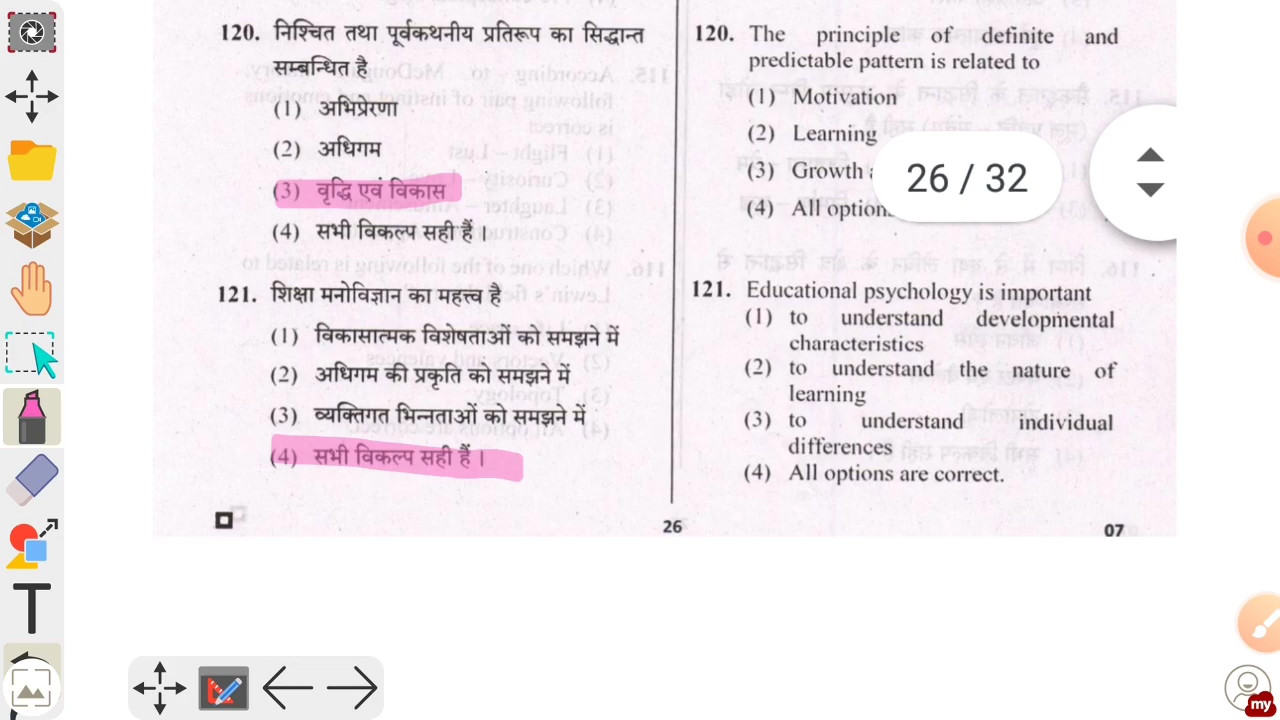 120. निश्चित तथा पूर्वकथनीय प्रतिरूप का सिद्धान्त
सम्बन्धित है
(1) अभिप्रेरणा
(2) अधिगम
(3) वृद्धि एवं विकास
(4) सभी विकल्प सही हैं ।
121. शिक्षा मनोविज्ञान का महत्त्व है
(1) विकासात्मक विशेषताओं को समझने में
(2) अधिगम की प्रकृति को समझने में
(3) व्यक्तिगत भिन्नताओं को समझने में
(4) सभी विकल्प सही हैं ।
120. The principle of definite and
predictable pattern is related to
(1) Motivation
(2) Learning
(3) Growth
(4) All option
26 / 32
121. Educational psychology is important
(1) to understand developmental
characteristics
(2) to understand the nature of
learning
(3) to understand individual
differences
(4) All options are correct.
26
07
T
my